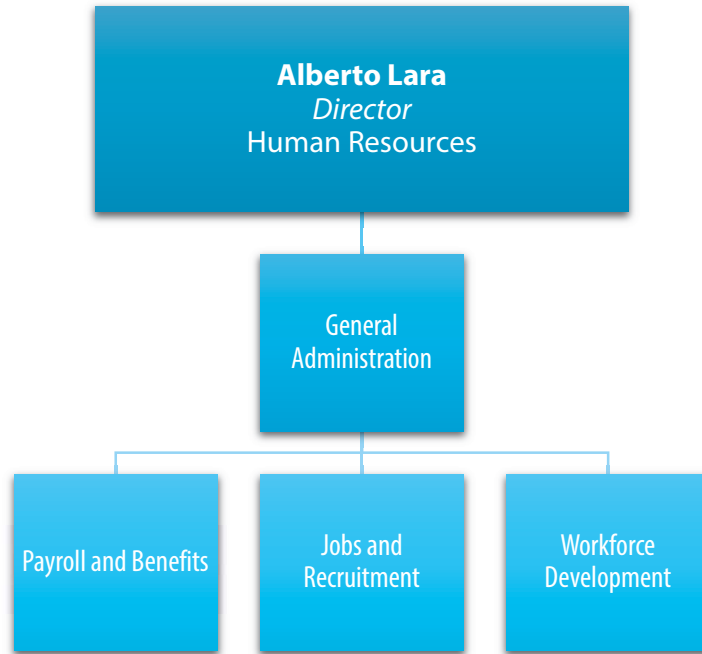 Alberto Lara
Director
Human Resources
General
Administration
Payroll and Benefits
Jobs and
Recruitment
Workforce
Development